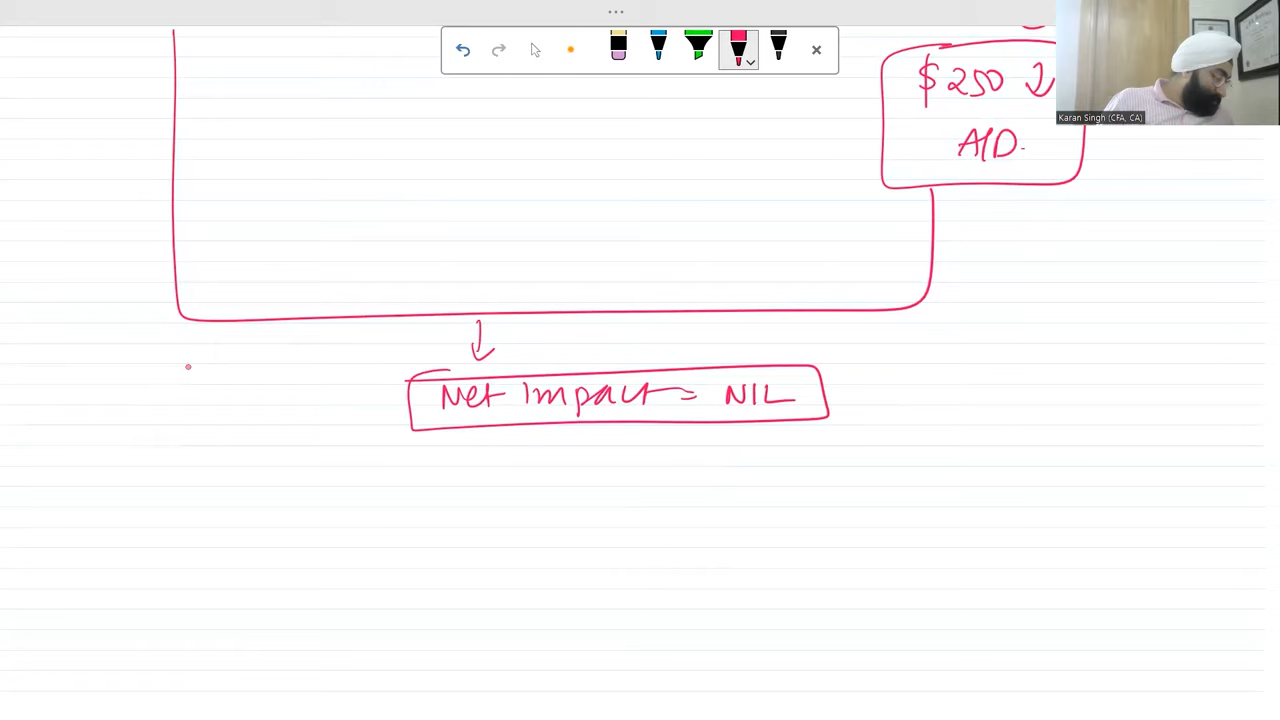 $250
A/D.
Karan Singh (CFA, CA)
Net Impact = NIL